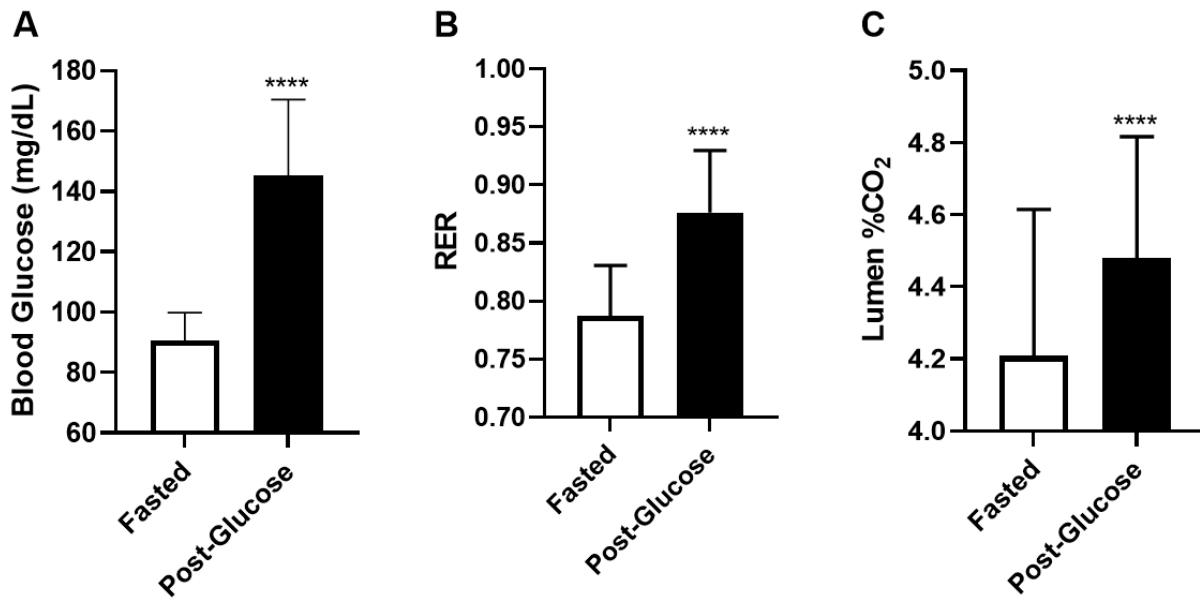 A
Blood Glucose (mg/dL)
180
160
140
120
100
80
60
****
Fasted
Post-Glucose
B
RER
1.00
0.95
0.90
0.85
0.80
0.75
0.70
****
Fasted
Post-Glucose
C
Lumen %CO₂
5.0
4.8
4.6
4.4
4.2
4.0
****
Fasted
Post-Glucose